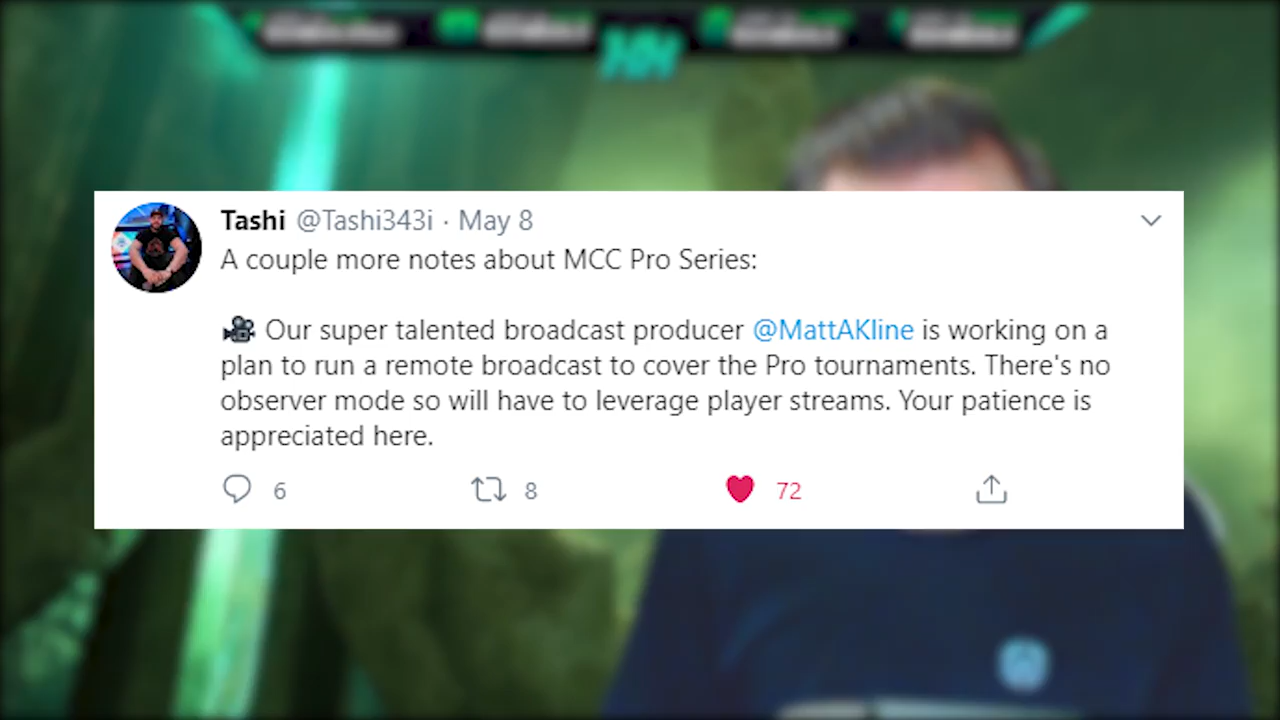 Tashi @Tashi343i · May 8
A couple more notes about MCC Pro Series:
🎥 Our super talented broadcast producer @MattAKline is working on a
plan to run a remote broadcast to cover the Pro tournaments. There's no
observer mode so will have to leverage player streams. Your patience is
appreciated here.
6 8 72